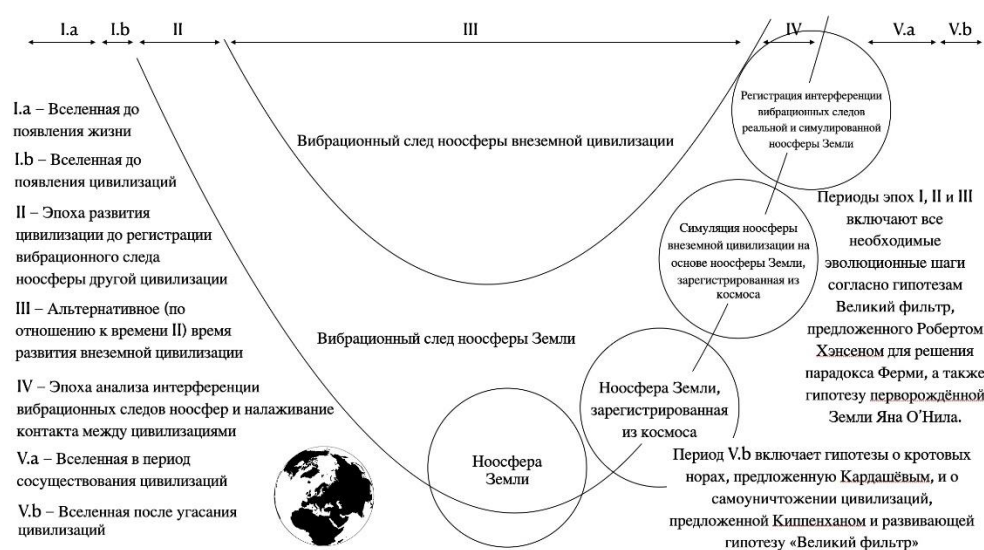 I.a
I.b
II
III
IV
V.a
V.b
I.a – Вселенная до
появления жизни
I.b – Вселенная до
появления цивилизаций
II – Эпоха развития
цивилизации до регистрации
вибрационного следа
ноосферы другой цивилизации
III – Альтернативное (по
отношению к времени II) время
развития внеземной цивилизации
IV – Эпоха анализа интерференции
вибрационных следов ноосфер и налаживание
контакта между цивилизациями
V.a – Вселенная в период
сосуществования цивилизаций
V.b – Вселенная после угасания
цивилизаций
Вибрационный след ноосферы внеземной цивилизации
Вибрационный след ноосферы Земли
Ноосфера
Земли
Ноосфера Земли,
зарегистрированная
из космоса
Симуляция ноосферы
внеземной цивилизации на
основе ноосферы Земли,
зарегистрированная из
космоса
Регистрация интерференции
вибрационных следов
реальной и симулированной
ноосферы Земли
Периоды эпох I, II и III
включают все
необходимые
эволюционные шаги
согласно гипотезам
Великий фильтр,
предложенного Робертом
Хэнсеном для решения
парадокса Ферми, а также
гипотезу перворождённой
Земли Яна О’Нила.
Период V.b включает гипотезы о кротовых
норах, предложенную Кардашёвым, и о
самоуничтожении цивилизаций,
предложенной Киппенханом и развивающей
гипотезу «Великий фильтр»